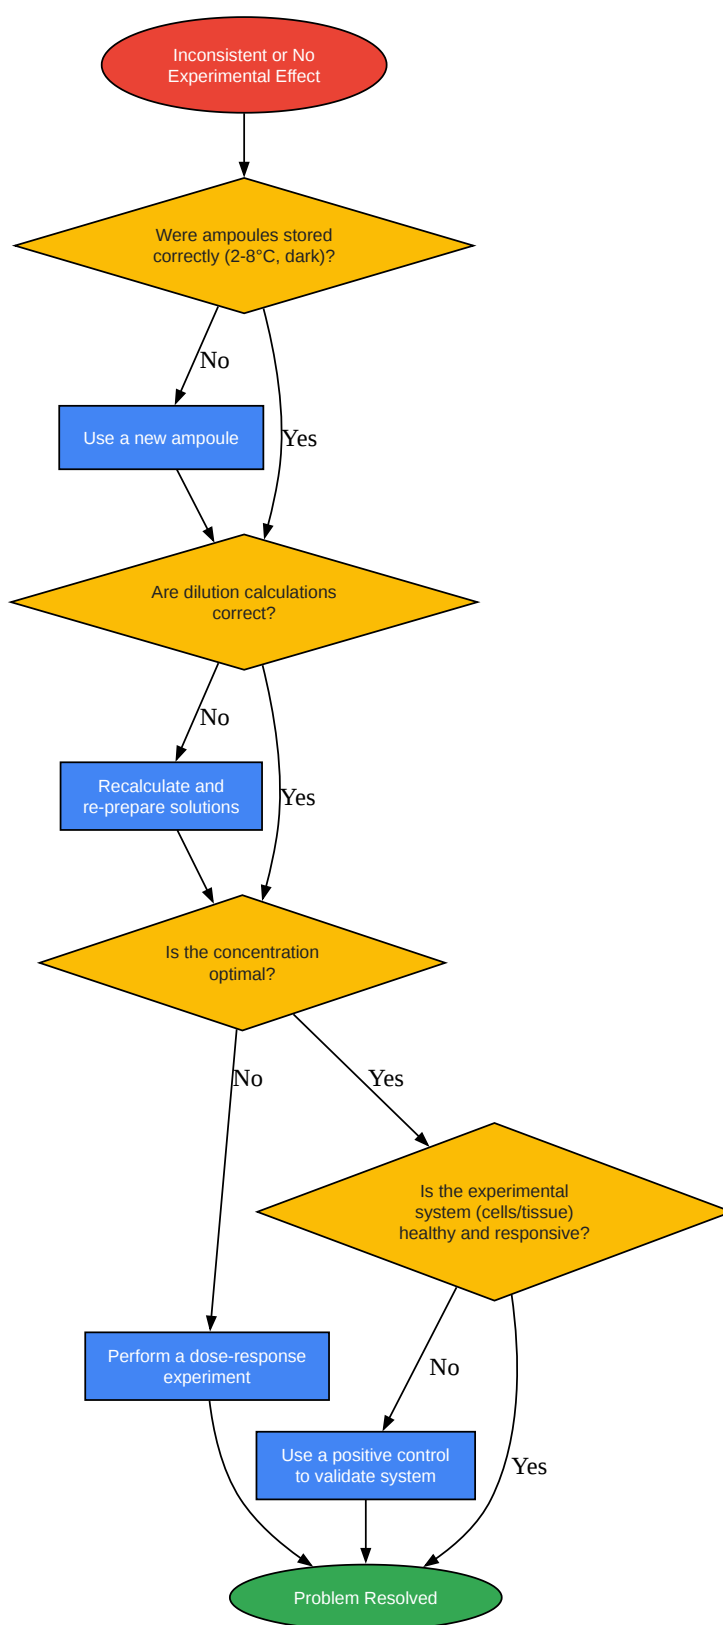 Inconsistent or No
Experimental Effect
Were ampoules stored
correctly (2-8°C, dark)?
No
Use a new ampoule
Yes
Are dilution calculations
correct?
No
Recalculate and
re-prepare solutions
Yes
Is the concentration
optimal?
No
Yes
Is the experimental
system (cells/tissue)
healthy and responsive?
Perform a dose-response
experiment
No
Use a positive control
to validate system
Yes
Problem Resolved